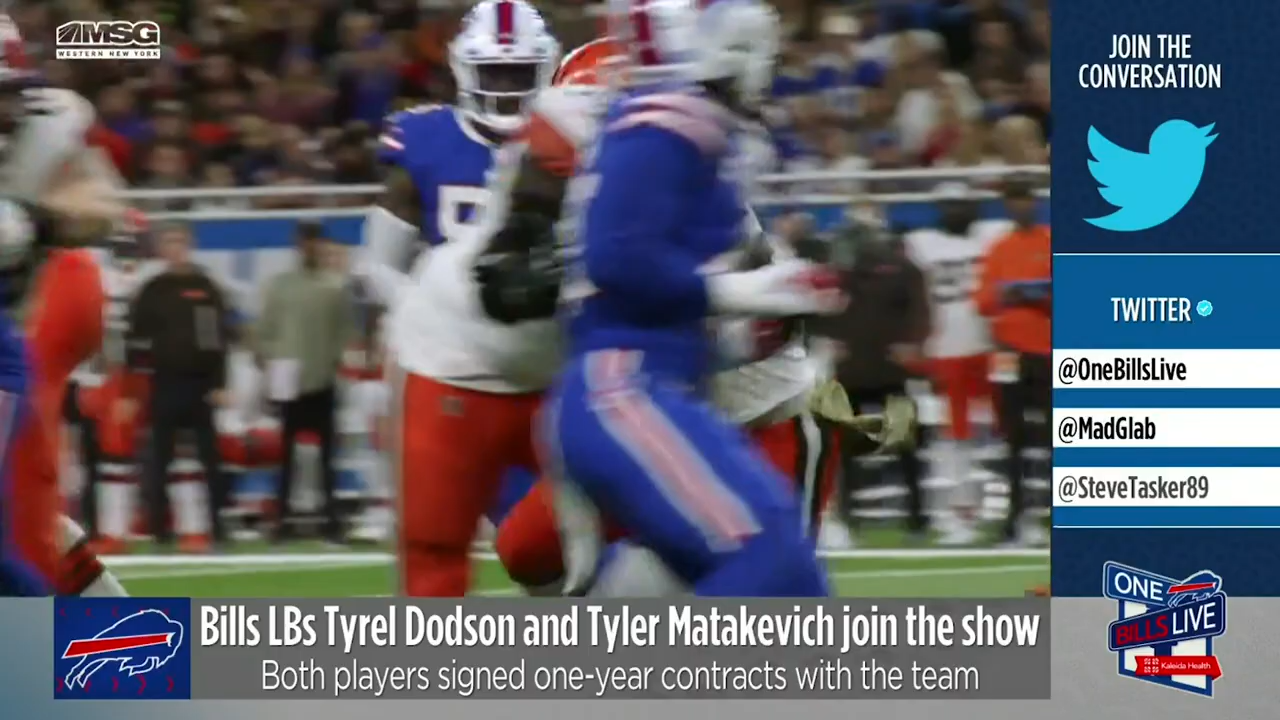 MSG
WESTERN NEW YORK
JOIN THE
CONVERSATION
TWITTER
@OneBillsLive
@MadGlab
@SteveTasker89
ONE
BILLS LIVE
Kaleida Health
Bills LBs Tyrel Dodson and Tyler Matakevich join the show
Both players signed one-year contracts with the team